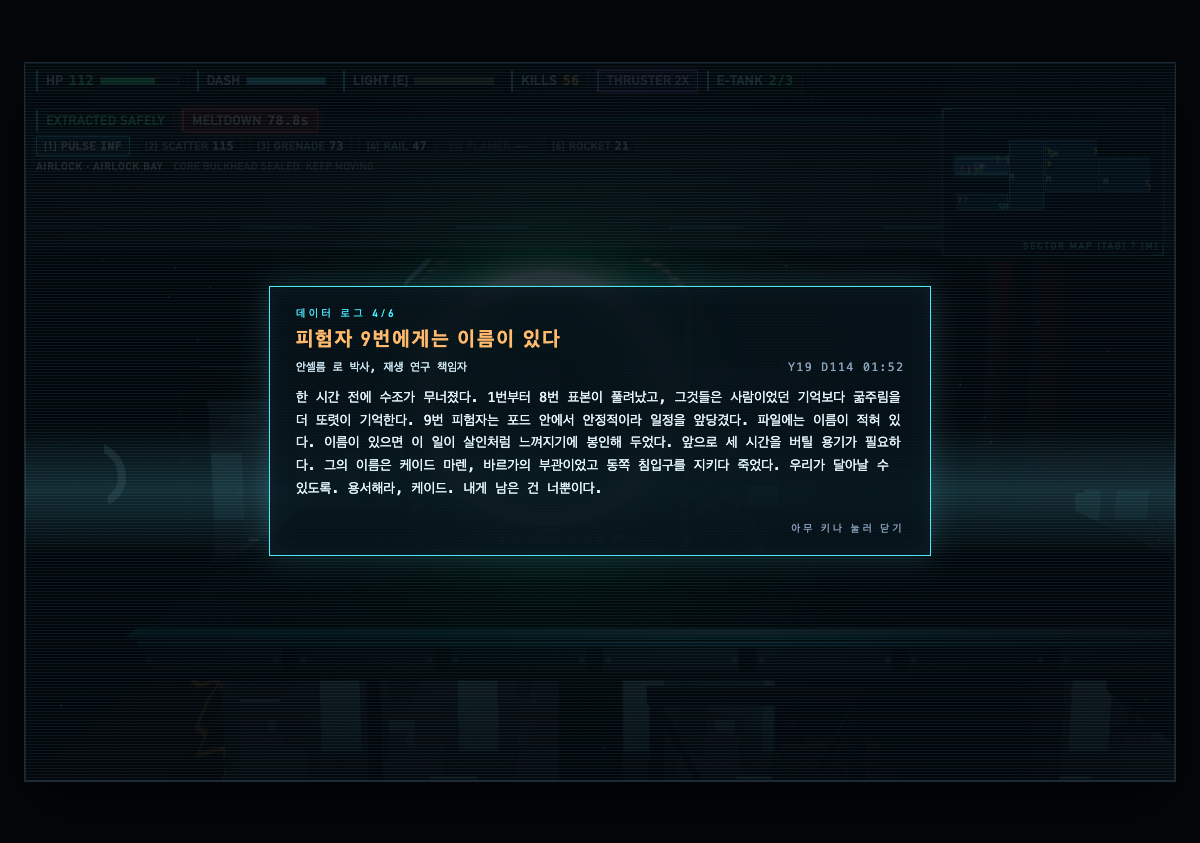 HP 112 DASH LIGHT [E] KILLS 56 THRUSTER 2X E-TANK 2/3
EXTRACTED SAFELY MELTDOWN 78.8s
[1] PULSE INF [2] SCATTER 115 [3] GRENADE 73 [4] RAIL 47 [5] FLAMER — [6] ROCKET 21
AIRLOCK - AIRLOCK BAY CORE BULKHEAD SEALED. KEEP MOVING
SECTOR MAP [TAB] ? [M]
데이터 로그 4/6
피험자 9번에게는 이름이 있다
안셀름 로 박사, 재생 연구 책임자 Y19 D114 01:52
한 시간 전에 수조가 무너졌다. 1번부터 8번 표본이 풀려났고, 그것들은 사람이었던 기억보다 굶주림을
더 또렷이 기억한다. 9번 피험자는 포드 안에서 안정적이라 일정을 앞당겼다. 파일에는 이름이 적혀 있
다. 이름이 있으면 이 일이 살인처럼 느껴지기에 봉인해 두었다. 앞으로 세 시간을 버틸 용기가 필요하
다. 그의 이름은 케이드 마렌, 바르가의 부관이었고 동쪽 침입구를 지키다 죽었다. 우리가 달아날 수
있도록. 용서해라, 케이드. 내게 남은 건 너뿐이다.
아무 키나 눌러 닫기